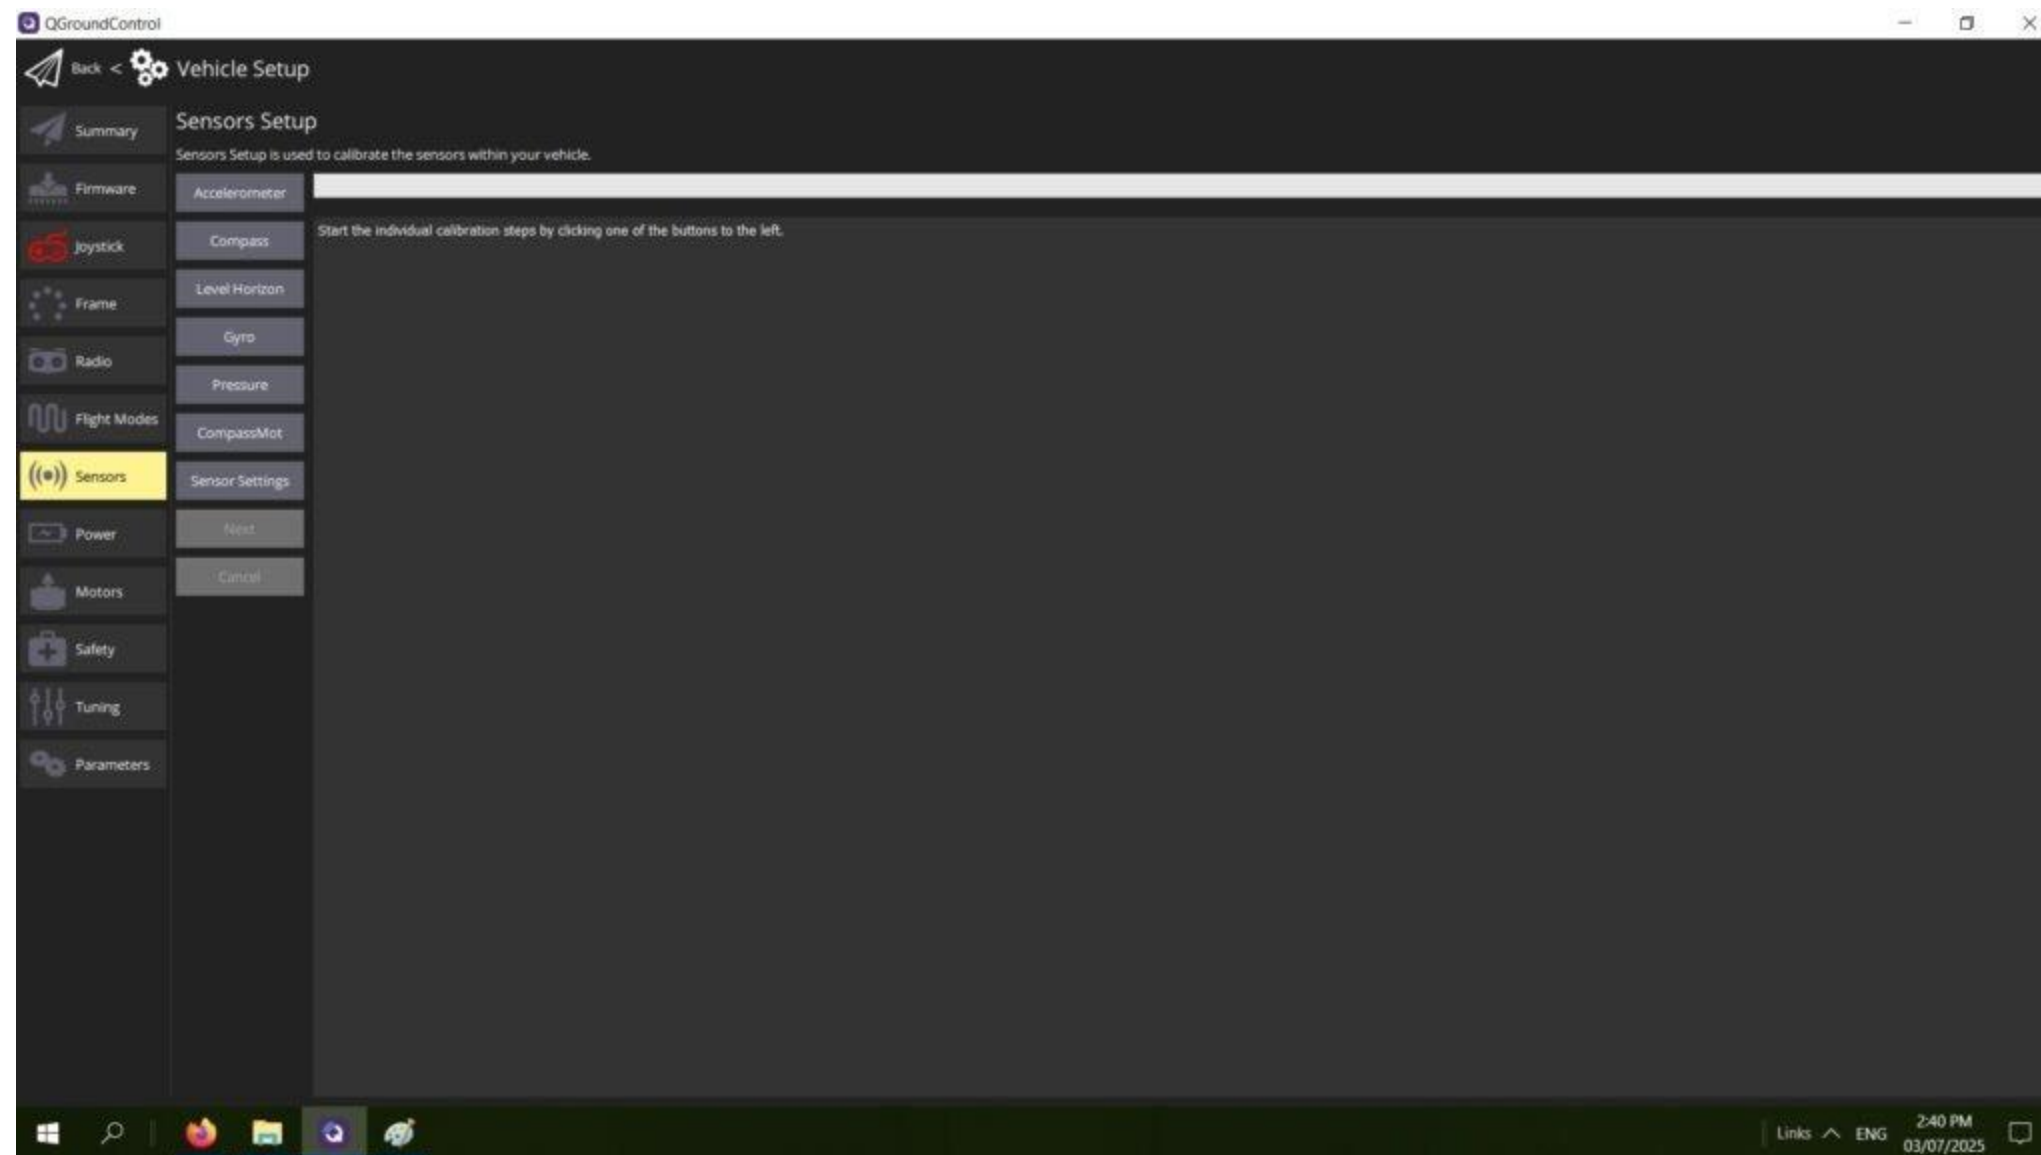 QGroundControl
Back < Vehicle Setup
Summary
Firmware
Joystick
Frame
Radio
Flight Modes
Sensors
Power
Motors
Safety
Tuning
Parameters
Sensors Setup
Sensors Setup is used to calibrate the sensors within your vehicle.
Accelerometer
Compass
Level Horizon
Gyro
Pressure
CompassMot
Sensor Settings
Next
Cancel
Start the individual calibration steps by clicking one of the buttons to the left.
Links
ENG
2:40 PM
03/07/2025